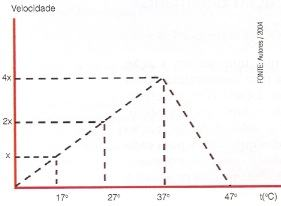 Velocidade
4x
2x
x
17º 27º 37º 47º t(ºC)
FONTE: Autores / 2004